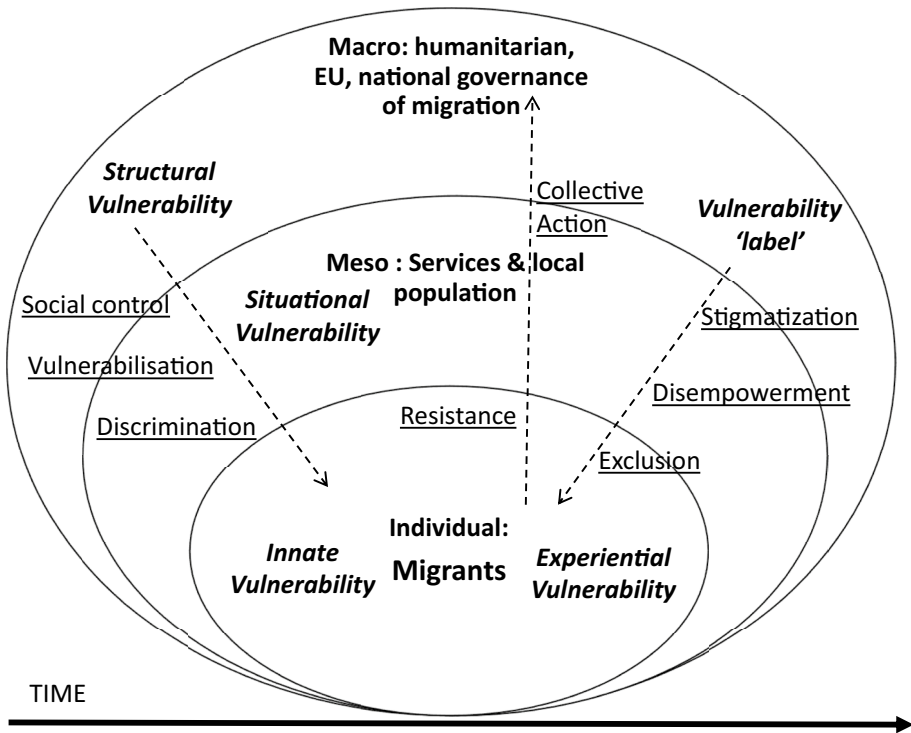 Macro: humanitarian,
EU, national governance
of migration
Structural
Vulnerability
Collective
Action
Vulnerability
‘label’
Meso : Services & local
population
Situational
Vulnerability
Social control
Stigmatization
Vulnerabilisation
Disempowerment
Discrimination
Resistance
Exclusion
Individual:
Migrants
Innate
Vulnerability
Experiential
Vulnerability
TIME